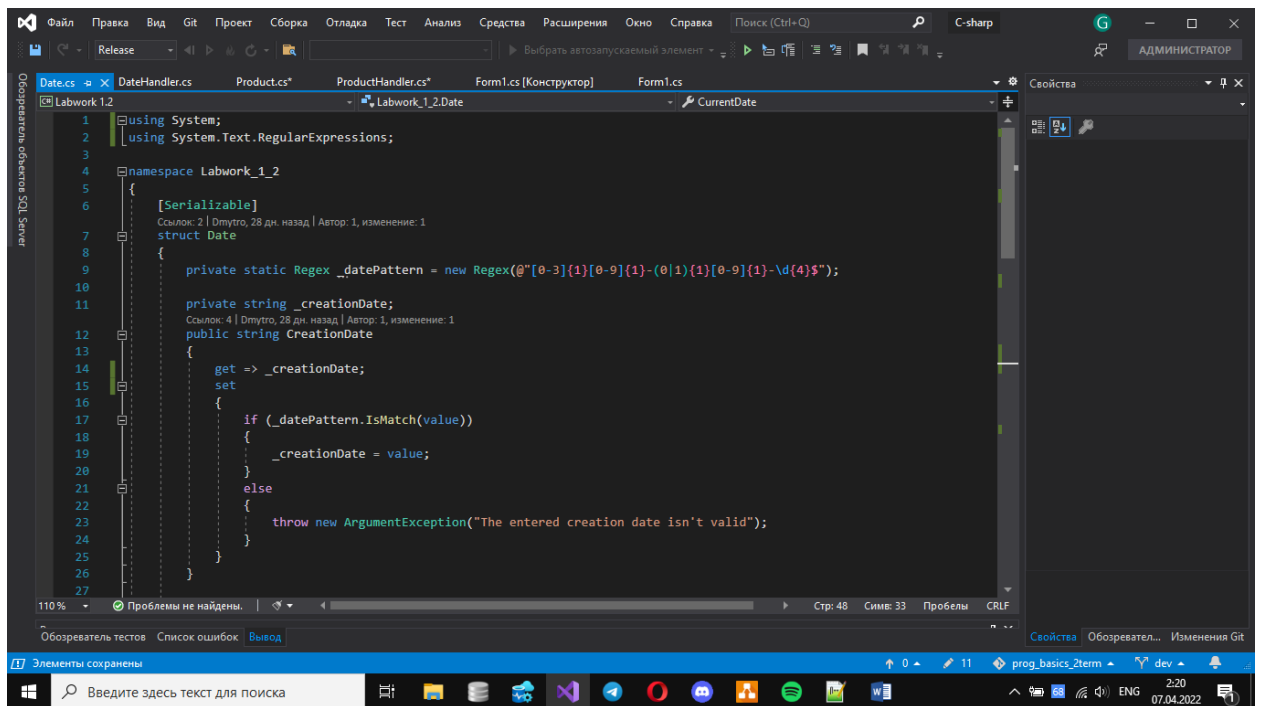 Файл Правка Вид Git Проект Сборка Отладка Тест Анализ Средства Расширения Окно Справка Поиск (Ctrl+Q) C-sharp G
Release Выбрать автозапускаемый элемент АДМИНИСТРАТОР
Обозреватель объектов SQL Server
Date.cs DateHandler.cs Product.cs* ProductHandler.cs* Form1.cs [Конструктор] Form1.cs
Labwork 1.2 Labwork_1_2.Date CurrentDate
1 using System;
2 using System.Text.RegularExpressions;
3
4 namespace Labwork_1_2
5 {
6 [Serializable]
Ссылок: 2 | Dmytro, 28 дн. назад | Автор: 1, изменение: 1
7 struct Date
8 {
9 private static Regex _datePattern = new Regex(@"[0-3]{1}[0-9]{1}-(0|1){1}[0-9]{1}-\d{4}$");
10
11 private string _creationDate;
Ссылок: 4 | Dmytro, 28 дн. назад | Автор: 1, изменение: 1
12 public string CreationDate
13 {
14 get => _creationDate;
15 set
16 {
17 if (_datePattern.IsMatch(value))
18 {
19 _creationDate = value;
20 }
21 else
22 {
23 throw new ArgumentException("The entered creation date isn't valid");
24 }
25 }
26 }
27
110 % Проблемы не найдены. Стр: 48 Симв: 33 Пробелы CRLF
Обозреватель тестов Список ошибок Вывод
Свойства
Свойства Обозревател... Изменения Git
Элементы сохранены 0 11 prog_basics_2term dev
Введите здесь текст для поиска 68 ENG 2:20
07.04.2022 1